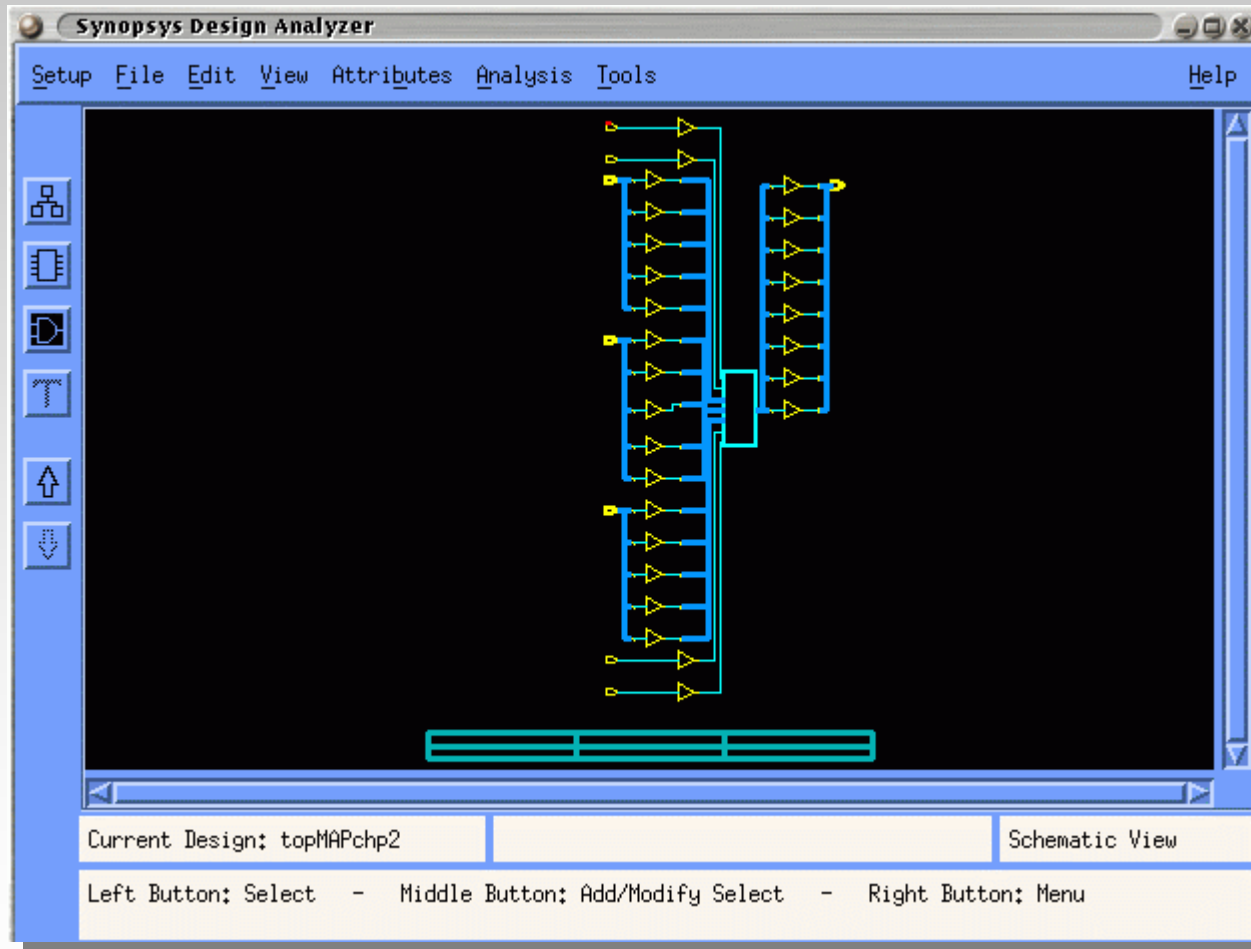 Synopsys Design Analyzer
Setup File Edit View Attributes Analysis Tools Help
Current Design: topMAPchp2
Schematic View
Left Button: Select - Middle Button: Add/Modify Select - Right Button: Menu